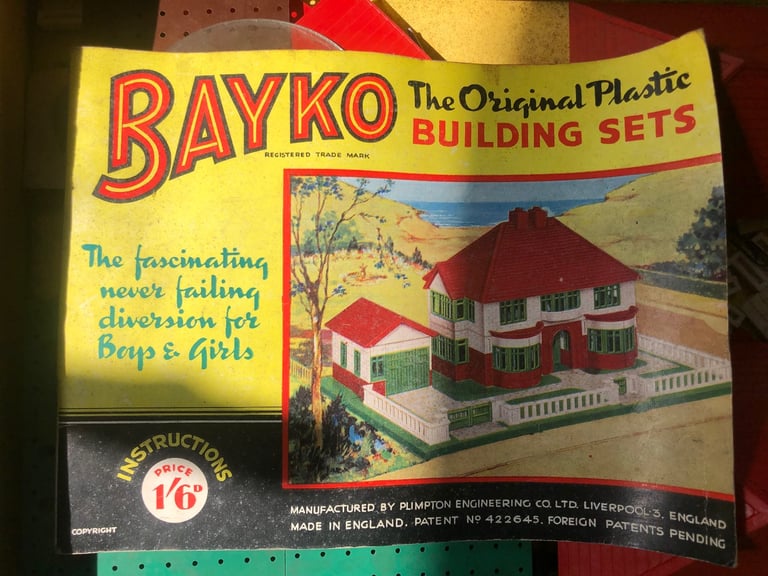 BAYKO
REGISTERED TRADE MARK
The Original Plastic
BUILDING SETS
The fascinating
never failing
diversion for
Boys & Girls
INSTRUCTIONS
PRICE
1'/6D
COPYRIGHT
MANUFACTURED BY PLIMPTON ENGINEERING CO. LTD. LIVERPOOL·3, ENGLAND
MADE IN ENGLAND. PATENT Nº 422645. FOREIGN PATENTS PENDING